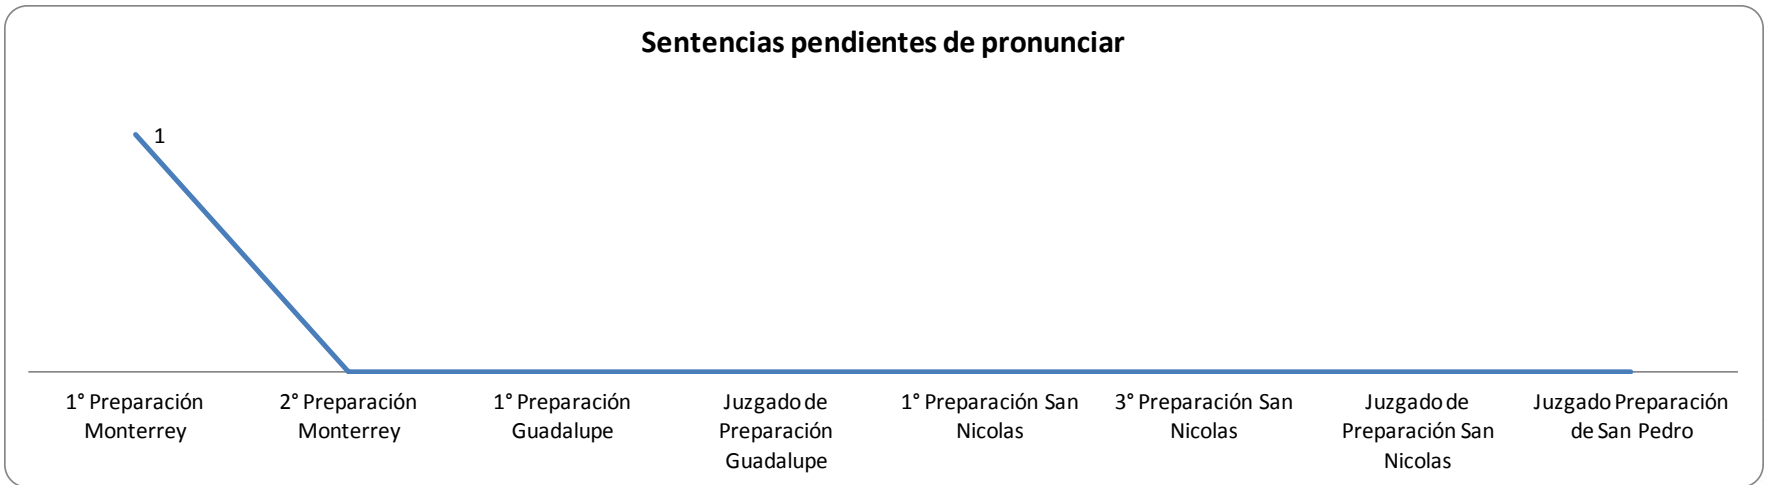 Sentencias pendientes de pronunciar
1
1° Preparación
Monterrey
2° Preparación
Monterrey
1° Preparación
Guadalupe
Juzgado de
Preparación
Guadalupe
1° Preparación San
Nicolas
3° Preparación San
Nicolas
Juzgado de
Preparación San
Nicolas
Juzgado Preparación
de San Pedro